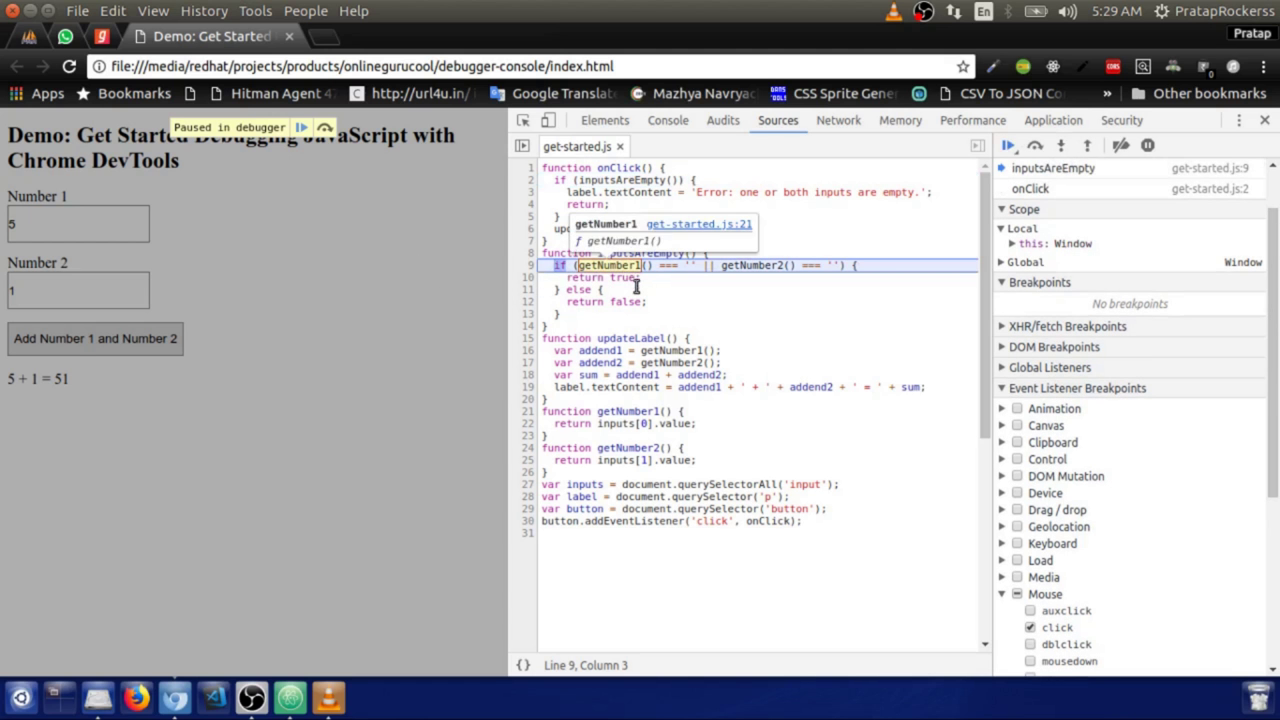 File Edit View History Tools People Help
En
5:29 AM
PratapRockerss
Demo: Get Started
Pratap
file:///media/redhat/projects/products/onlinegurucool/debugger-console/index.html
Apps
Bookmarks
Hitman Agent 4
http://url4u.in/
Google Translat
Mazhya Navryac
CSS Sprite Gene
CSV To JSON Co
»
Other bookmarks
Paused in debugger
Demo: Get Started Debugging JavaScript with
Chrome DevTools
Number 1
5
Number 2
1
Add Number 1 and Number 2
5 + 1 = 51
Elements Console Audits Sources Network Memory Performance Application Security
get-started.js
1 function onClick() {
2 if (inputsAreEmpty()) {
3 label.textContent = 'Error: one or both inputs are empty.';
4 return;
5 }
6 upd
7 }
getNumber1 get-started.js:21
ƒ getNumber1()
8 function putsAreEmpty() {
9 if (getNumber1() === '' || getNumber2() === '') {
10 return true;
11 } else {
12 return false;
13 }
14 }
15 function updateLabel() {
16 var addend1 = getNumber1();
17 var addend2 = getNumber2();
18 var sum = addend1 + addend2;
19 label.textContent = addend1 + ' + ' + addend2 + ' = ' + sum;
20 }
21 function getNumber1() {
22 return inputs[0].value;
23 }
24 function getNumber2() {
25 return inputs[1].value;
26 }
27 var inputs = document.querySelectorAll('input');
28 var label = document.querySelector('p');
29 var button = document.querySelector('button');
30 button.addEventListener('click', onClick);
31
{} Line 9, Column 3
inputsAreEmpty get-started.js:9
onClick get-started.js:2
Scope
Local
this: Window
Global Window
Breakpoints
No breakpoints
XHR/fetch Breakpoints
DOM Breakpoints
Global Listeners
Event Listener Breakpoints
Animation
Canvas
Clipboard
Control
DOM Mutation
Device
Drag / drop
Geolocation
Keyboard
Load
Media
Mouse
auxclick
click
dblclick
mousedown